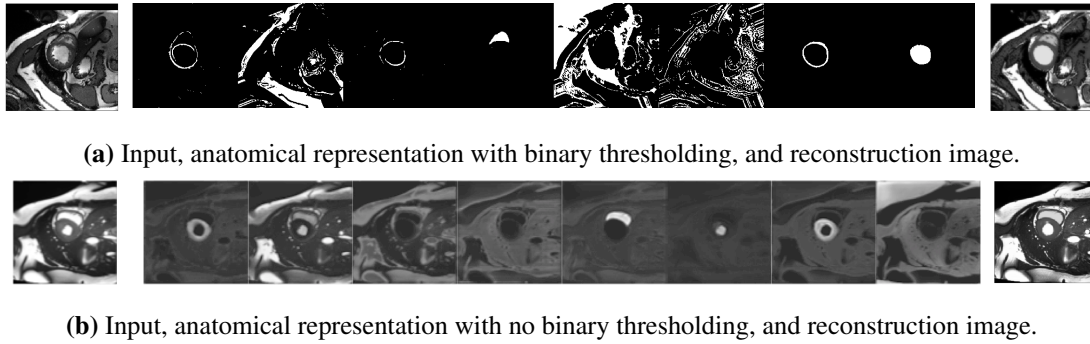 (a) Input, anatomical representation with binary thresholding, and reconstruction image.
(b) Input, anatomical representation with no binary thresholding, and reconstruction image.